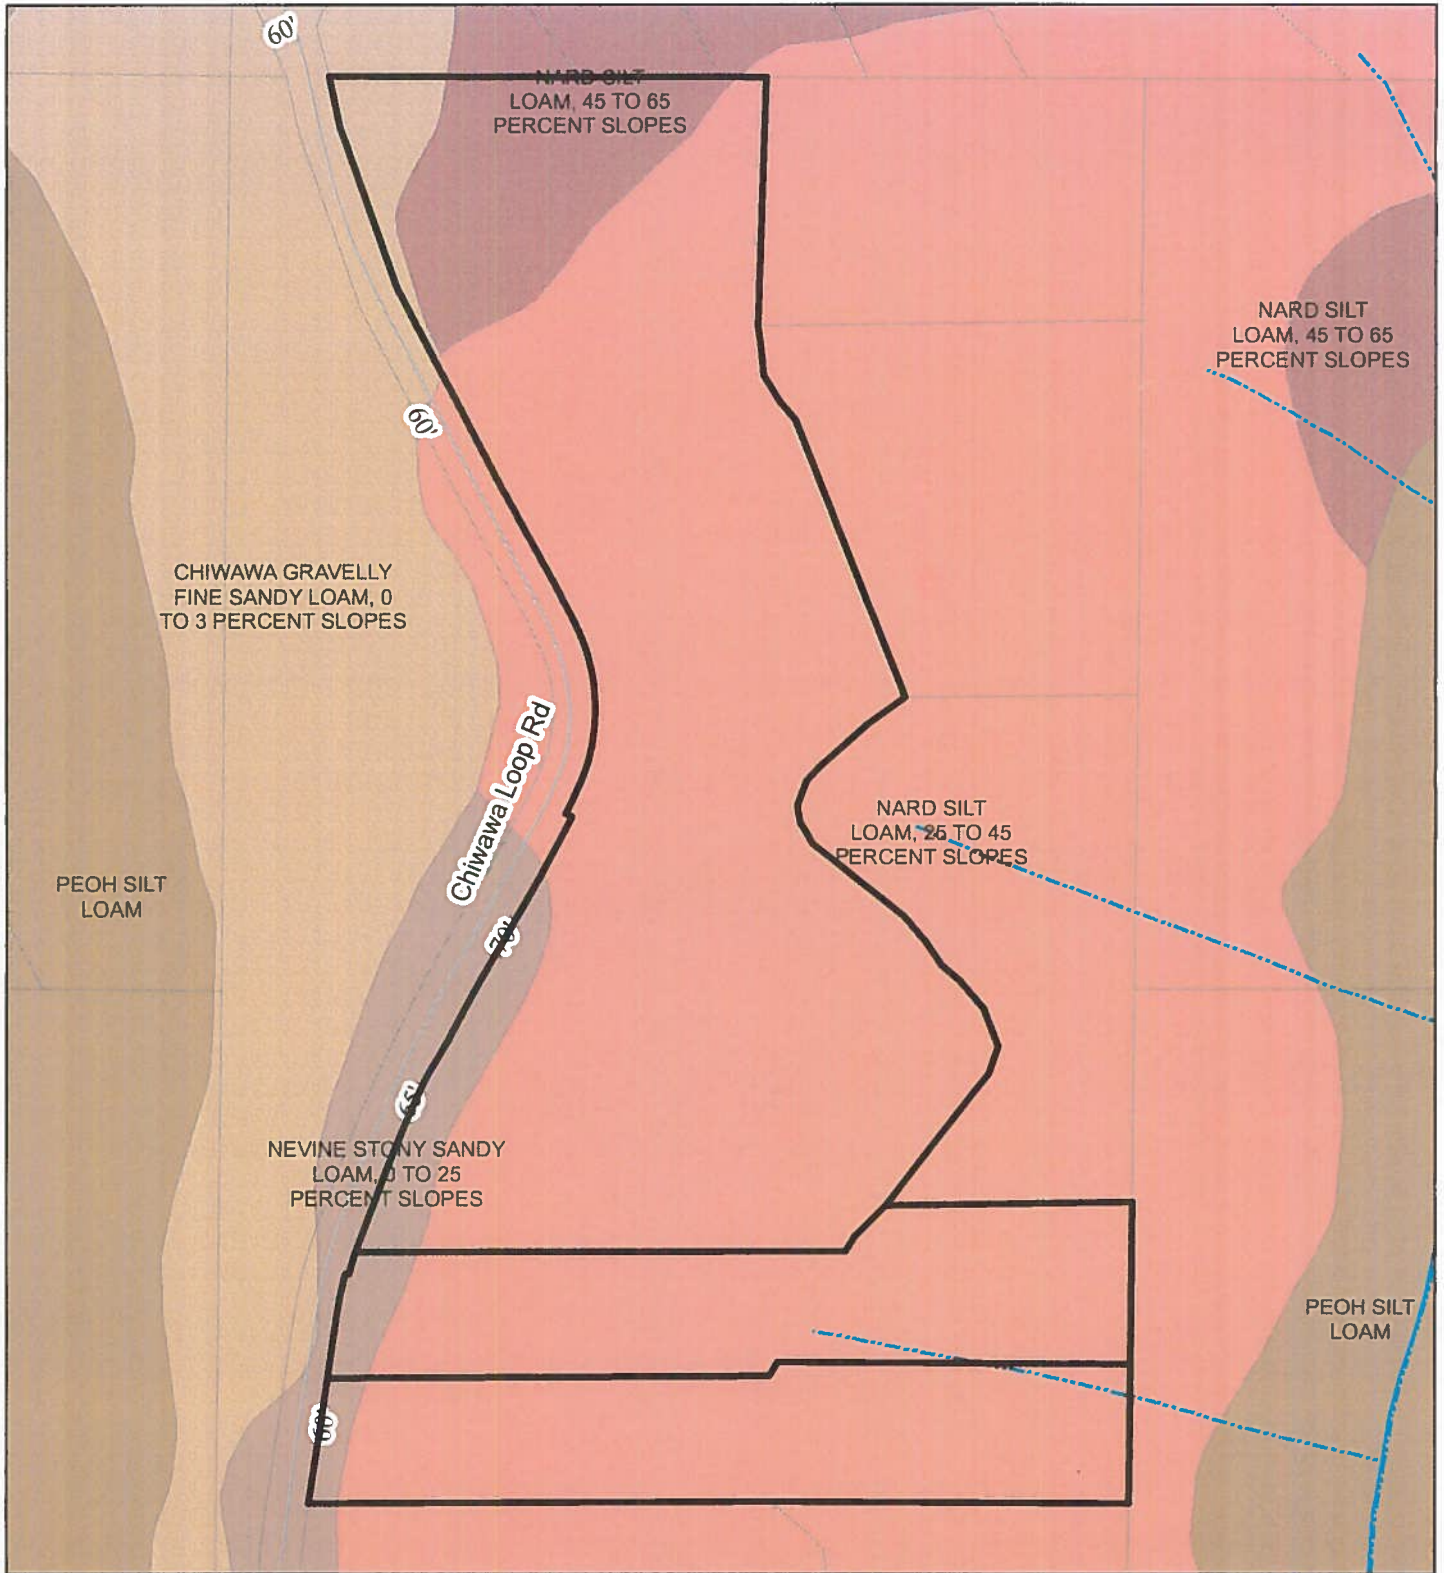 60'
NARD SILT
LOAM, 45 TO 65
PERCENT SLOPES
NARD SILT
LOAM, 45 TO 65
PERCENT SLOPES
60'
CHIWAWA GRAVELLY
FINE SANDY LOAM, 0
TO 3 PERCENT SLOPES
Chiwawa Loop Rd
NARD SILT
LOAM, 25 TO 45
PERCENT SLOPES
PEOH SILT
LOAM
70'
65'
NEVINE STONY SANDY
LOAM, 0 TO 25
PERCENT SLOPES
PEOH SILT
LOAM
60'